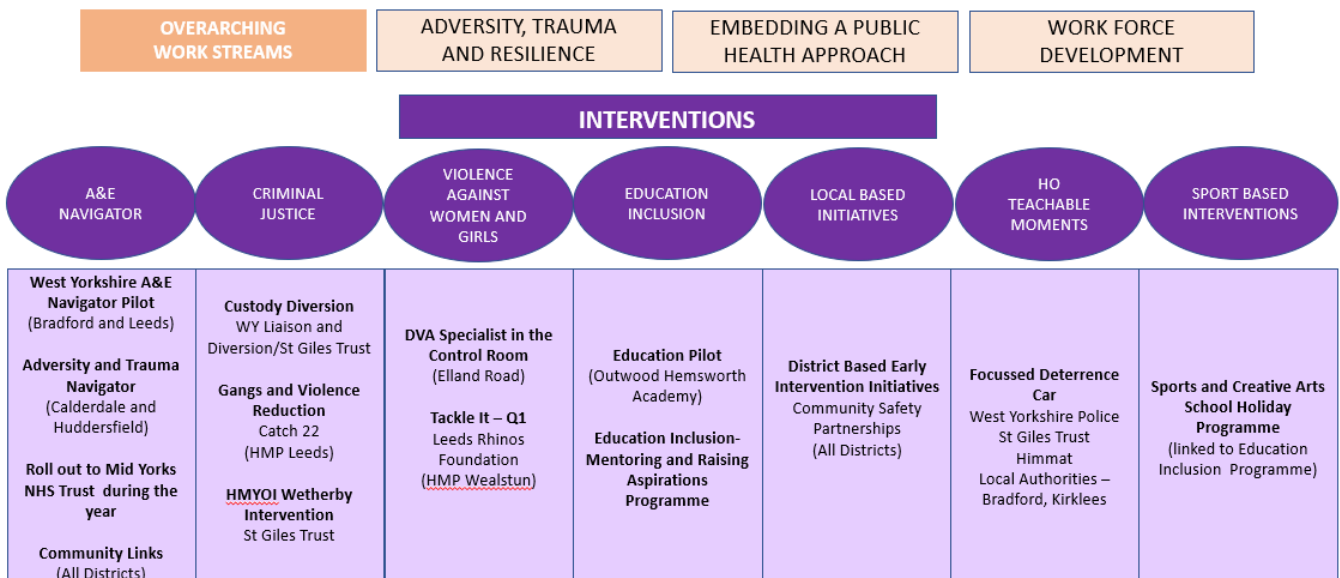 OVERARCHING
WORK STREAMS
ADVERSITY, TRAUMA
AND RESILIENCE
EMBEDDING A PUBLIC
HEALTH APPROACH
WORK FORCE
DEVELOPMENT
INTERVENTIONS
A&E
NAVIGATOR
CRIMINAL
JUSTICE
VIOLENCE
AGAINST
WOMEN AND
GIRLS
EDUCATION
INCLUSION
LOCAL BASED
INITIATIVES
HO
TEACHABLE
MOMENTS
SPORT BASED
INTERVENTIONS
West Yorkshire A&E
Navigator Pilot
(Bradford and Leeds)
Adversity and Trauma
Navigator
(Calderdale and
Huddersfield)
Roll out to Mid Yorks
NHS Trust during the
year
Community Links
(All Districts)
Custody Diversion
WY Liaison and
Diversion/St Giles Trust
Gangs and Violence
Reduction
Catch 22
(HMP Leeds)
HMYOI Wetherby
Intervention
St Giles Trust
DVA Specialist in the
Control Room
(Elland Road)
Tackle It – Q1
Leeds Rhinos
Foundation
(HMP Wealstun)
Education Pilot
(Outwood Hemsworth
Academy)
Education Inclusion-
Mentoring and Raising
Aspirations
Programme
District Based Early
Intervention Initiatives
Community Safety
Partnerships
(All Districts)
Focussed Deterrence
Car
West Yorkshire Police
St Giles Trust
Himmat
Local Authorities –
Bradford, Kirklees
Sports and Creative Arts
School Holiday
Programme
(linked to Education
Inclusion Programme)